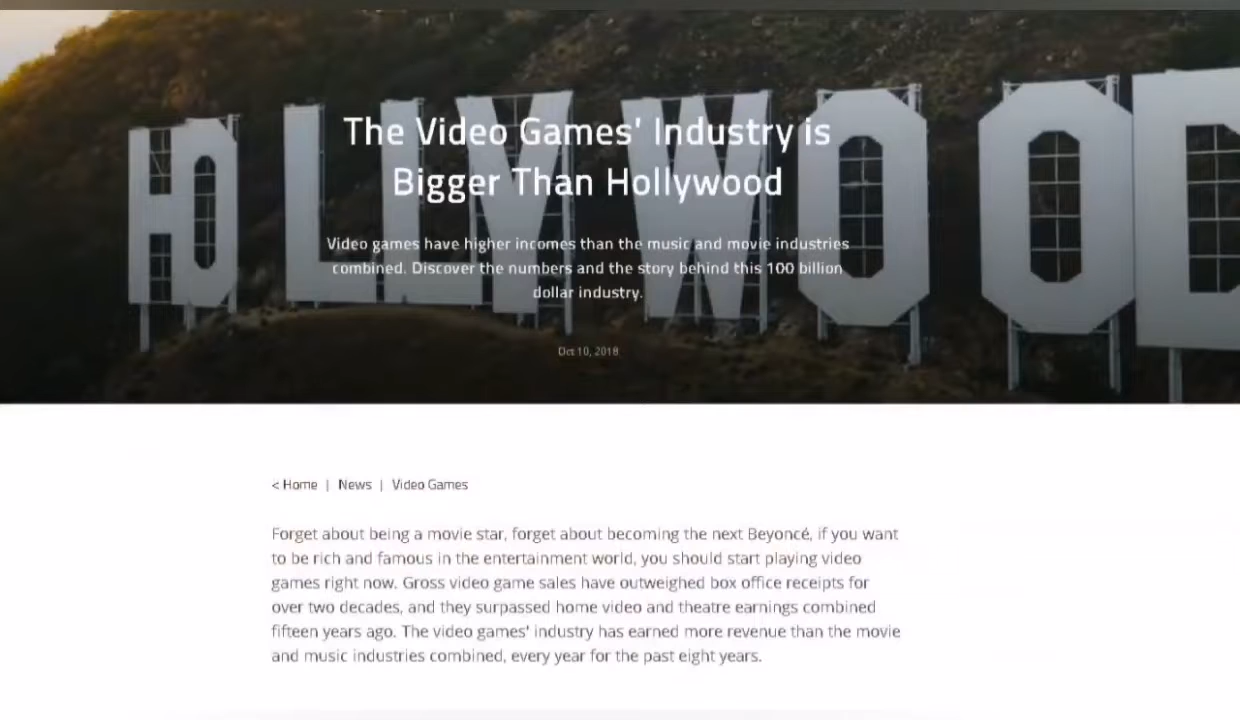 HOLLYWOOD
The Video Games' Industry is
Bigger Than Hollywood
Video games have higher incomes than the music and movie industries
combined. Discover the numbers and the story behind this 100 billion
dollar industry.
Oct 10, 2018
< Home | News | Video Games
Forget about being a movie star, forget about becoming the next Beyoncé, if you want
to be rich and famous in the entertainment world, you should start playing video
games right now. Gross video game sales have outweighed box office receipts for
over two decades, and they surpassed home video and theatre earnings combined
fifteen years ago. The video games' industry has earned more revenue than the movie
and music industries combined, every year for the past eight years.